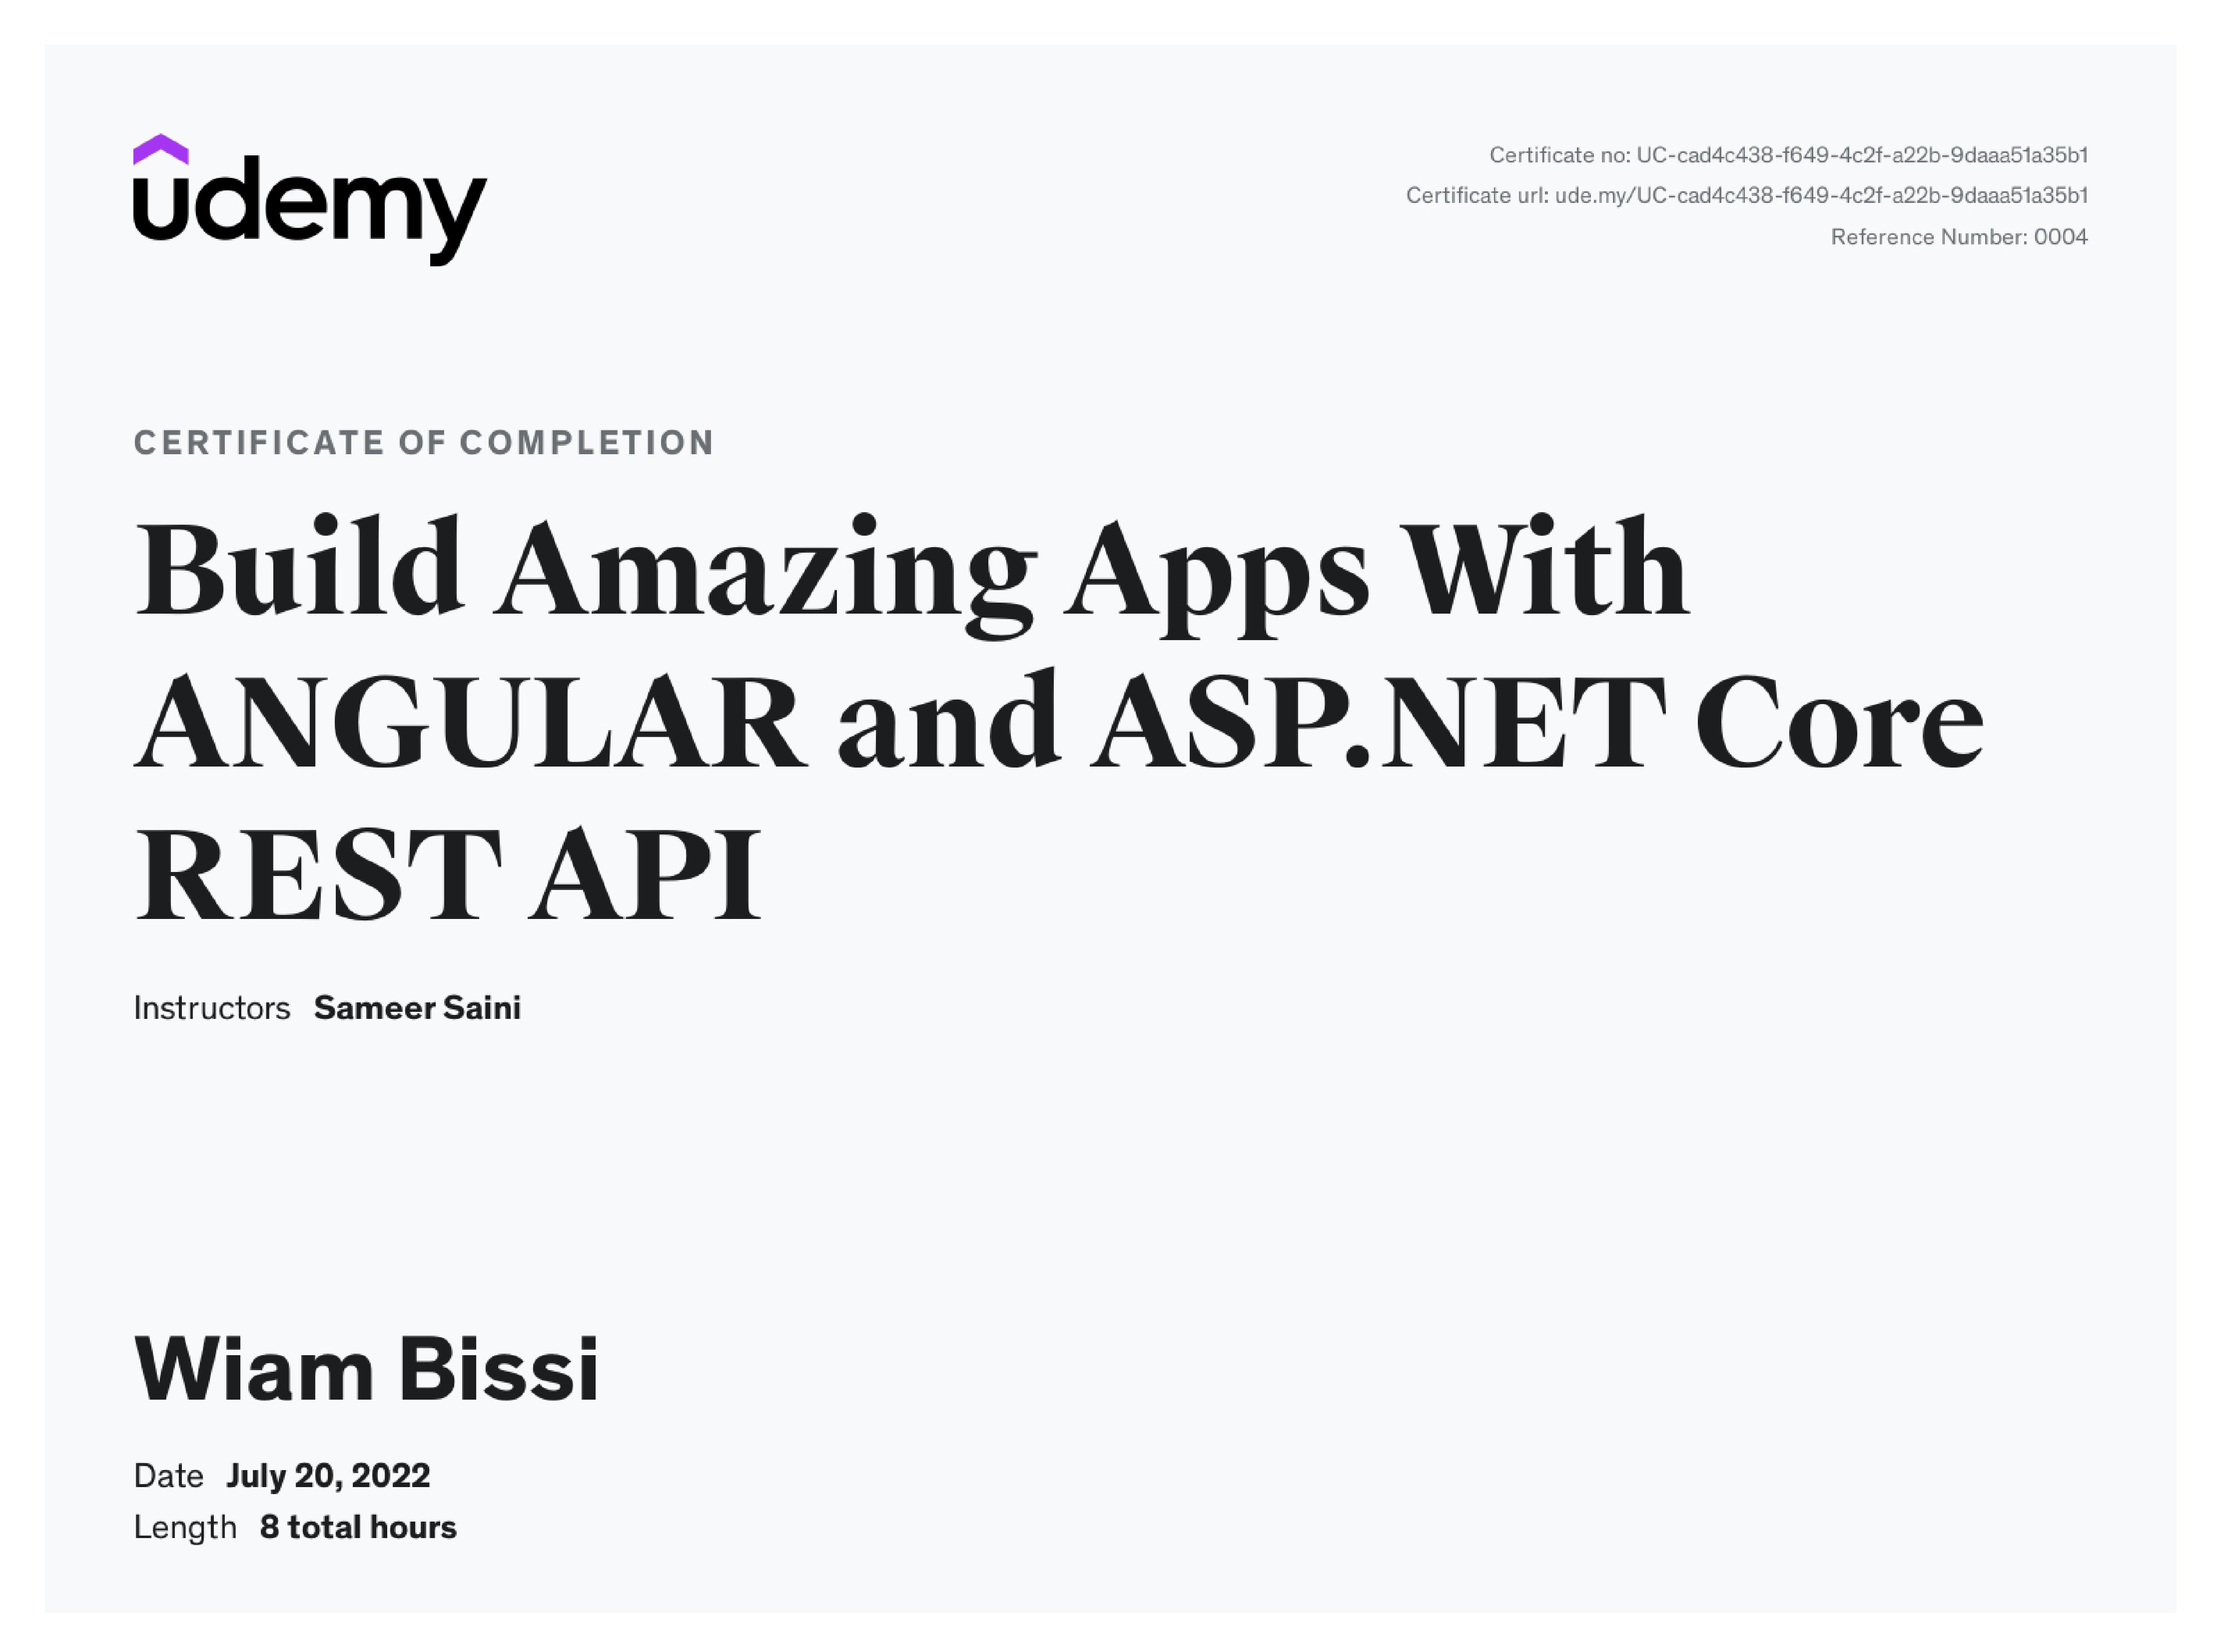 udemy
Certificate no: UC-cad4c438-f649-4c2f-a22b-9daaa51a35b1
Certificate url: ude.my/UC-cad4c438-f649-4c2f-a22b-9daaa51a35b1
Reference Number: 0004
CERTIFICATE OF COMPLETION
Build Amazing Apps With
ANGULAR and ASP.NET Core
REST API
Instructors Sameer Saini
Wiam Bissi
Date July 20, 2022
Length 8 total hours